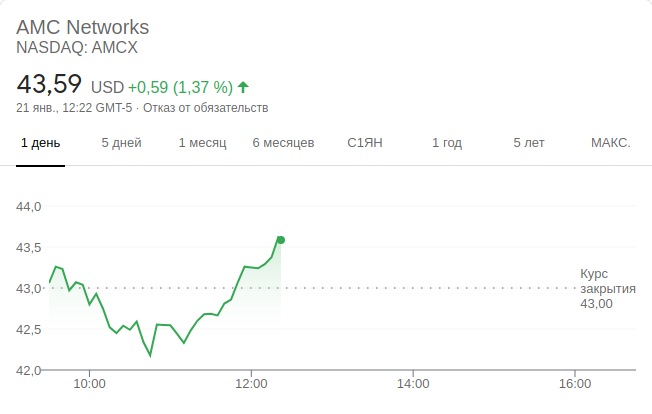 AMC Networks
NASDAQ: AMCX
43,59 USD +0,59 (1,37 %)
21 янв., 12:22 GMT-5 · Отказ от обязательств
1 день 5 дней 1 месяц 6 месяцев С1ЯН 1 год 5 лет МАКС.
44,0
43,5
43,0
42,5
42,0
Курс
закрытия
43,00
10:00 12:00 14:00 16:00